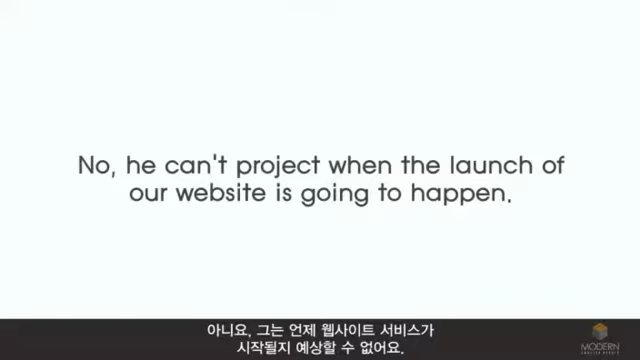 No, he can't project when the launch of
our website is going to happen.
아니요, 그는 언제 웹사이트 서비스가
시작될지 예상할 수 없어요.
MODERN